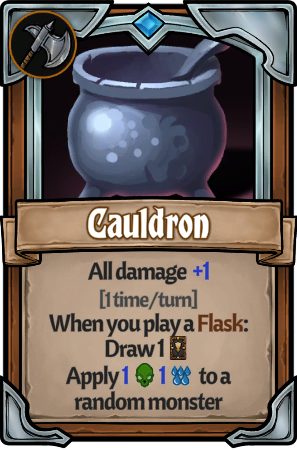 Cauldron
All damage +1
[1 time/turn]
When you play a Flask:
Draw 1
Apply 1 1 to a
random monster